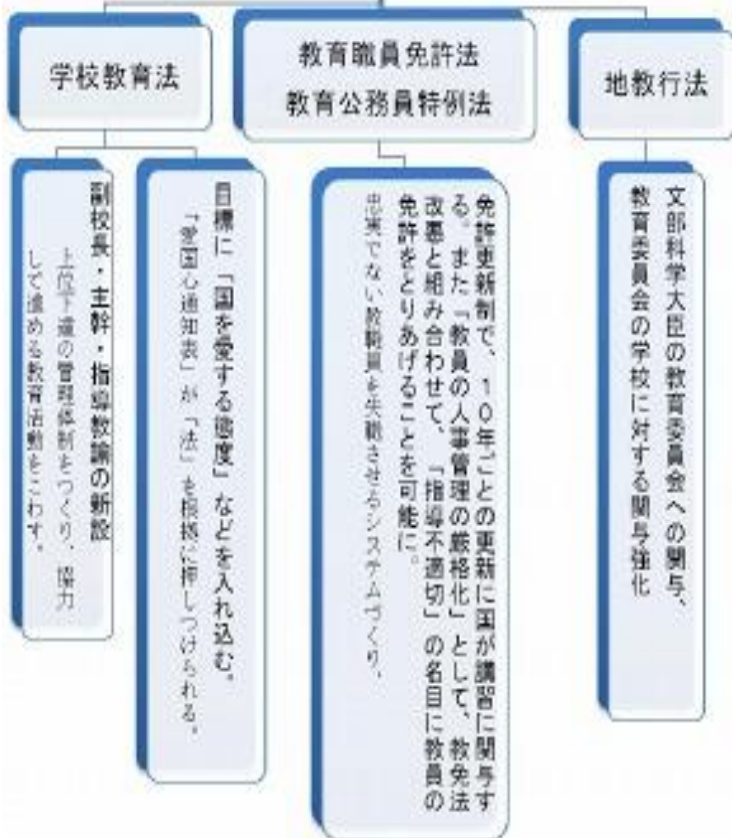 学校教育法
教育職員免許法
教育公務員特例法
地教行法
副校長・主幹・指導教諭の新設
上位下達の管理体制をつくり、協力
して進める教育活動をこわす。
目標に「国を愛する態度」などを入れ込む。
「愛国心通知表」が「法」を根拠に押しつけられる。
免許更新制で、10年ごとの更新に国が講習に関与す
る。また「教員の人事管理の厳格化」として、教免法
改悪と組み合わせて、「指導不適切」の名目に教員の
免許をとりあげることを可能に。
忠実でない教職員を失職させるシステムづくり。
文部科学大臣の教育委員会への関与、
教育委員会の学校に対する関与強化